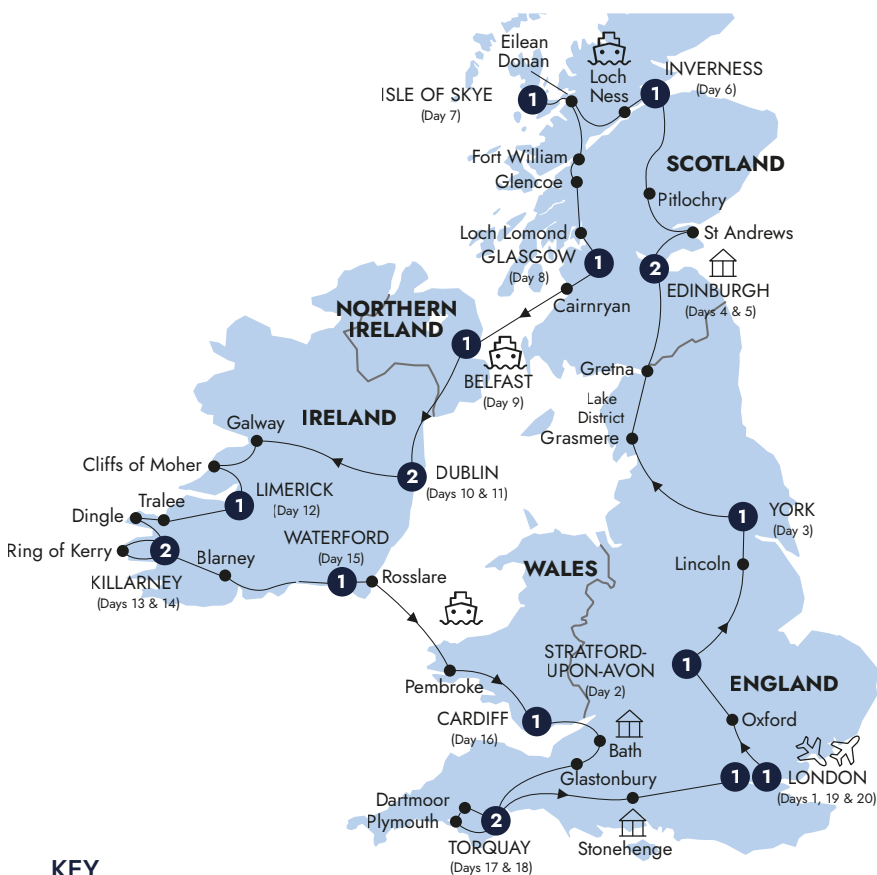 Eilean
Donan
Loch
Ness
INVERNESS
(Day 6)
1
1
ISLE OF SKYE
(Day 7)
Fort William
Glencoe
SCOTLAND
Pitlochry
Loch Lomond
St Andrews
GLASGOW
(Day 8)
1
2
EDINBURGH
(Days 4 & 5)
Cairnryan
NORTHERN
IRELAND
1
BELFAST
(Day 9)
Gretna
Lake
District
Grasmere
IRELAND
Galway
Cliffs of Moher
2
DUBLIN
(Days 10 & 11)
1
LIMERICK
(Day 12)
Tralee
Dingle
Ring of Kerry
2
KILLARNEY
(Days 13 & 14)
Blarney
WATERFORD
(Day 15)
1
Rosslare
1
YORK
(Day 3)
Lincoln
WALES
STRATFORD-
UPON-AVON
(Day 2)
1
ENGLAND
Pembroke
CARDIFF
(Day 16)
1
Oxford
Bath
Glastonbury
1
1
LONDON
(Days 1, 19 & 20)
Dartmoor
Plymouth
2
TORQUAY
(Days 17 & 18)
Stonehenge
KEY